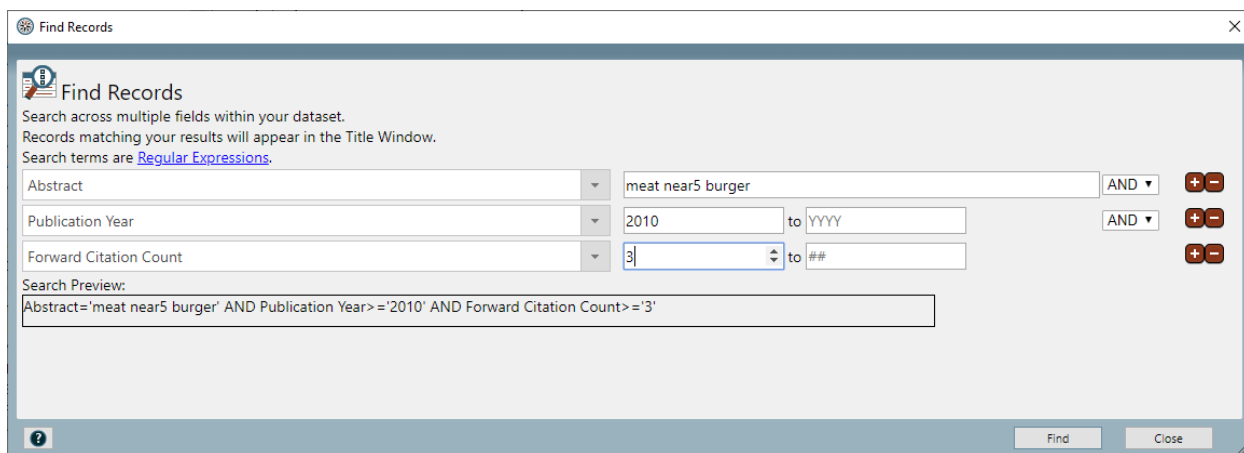 Find Records
Find Records
Search across multiple fields within your dataset.
Records matching your results will appear in the Title Window.
Search terms are Regular Expressions.
Abstract meat near5 burger AND ▼ + −
Publication Year 2010 to YYYY AND ▼ + −
Forward Citation Count 3 to ## + −
Search Preview:
Abstract='meat near5 burger' AND Publication Year>='2010' AND Forward Citation Count>='3'
? Find Close